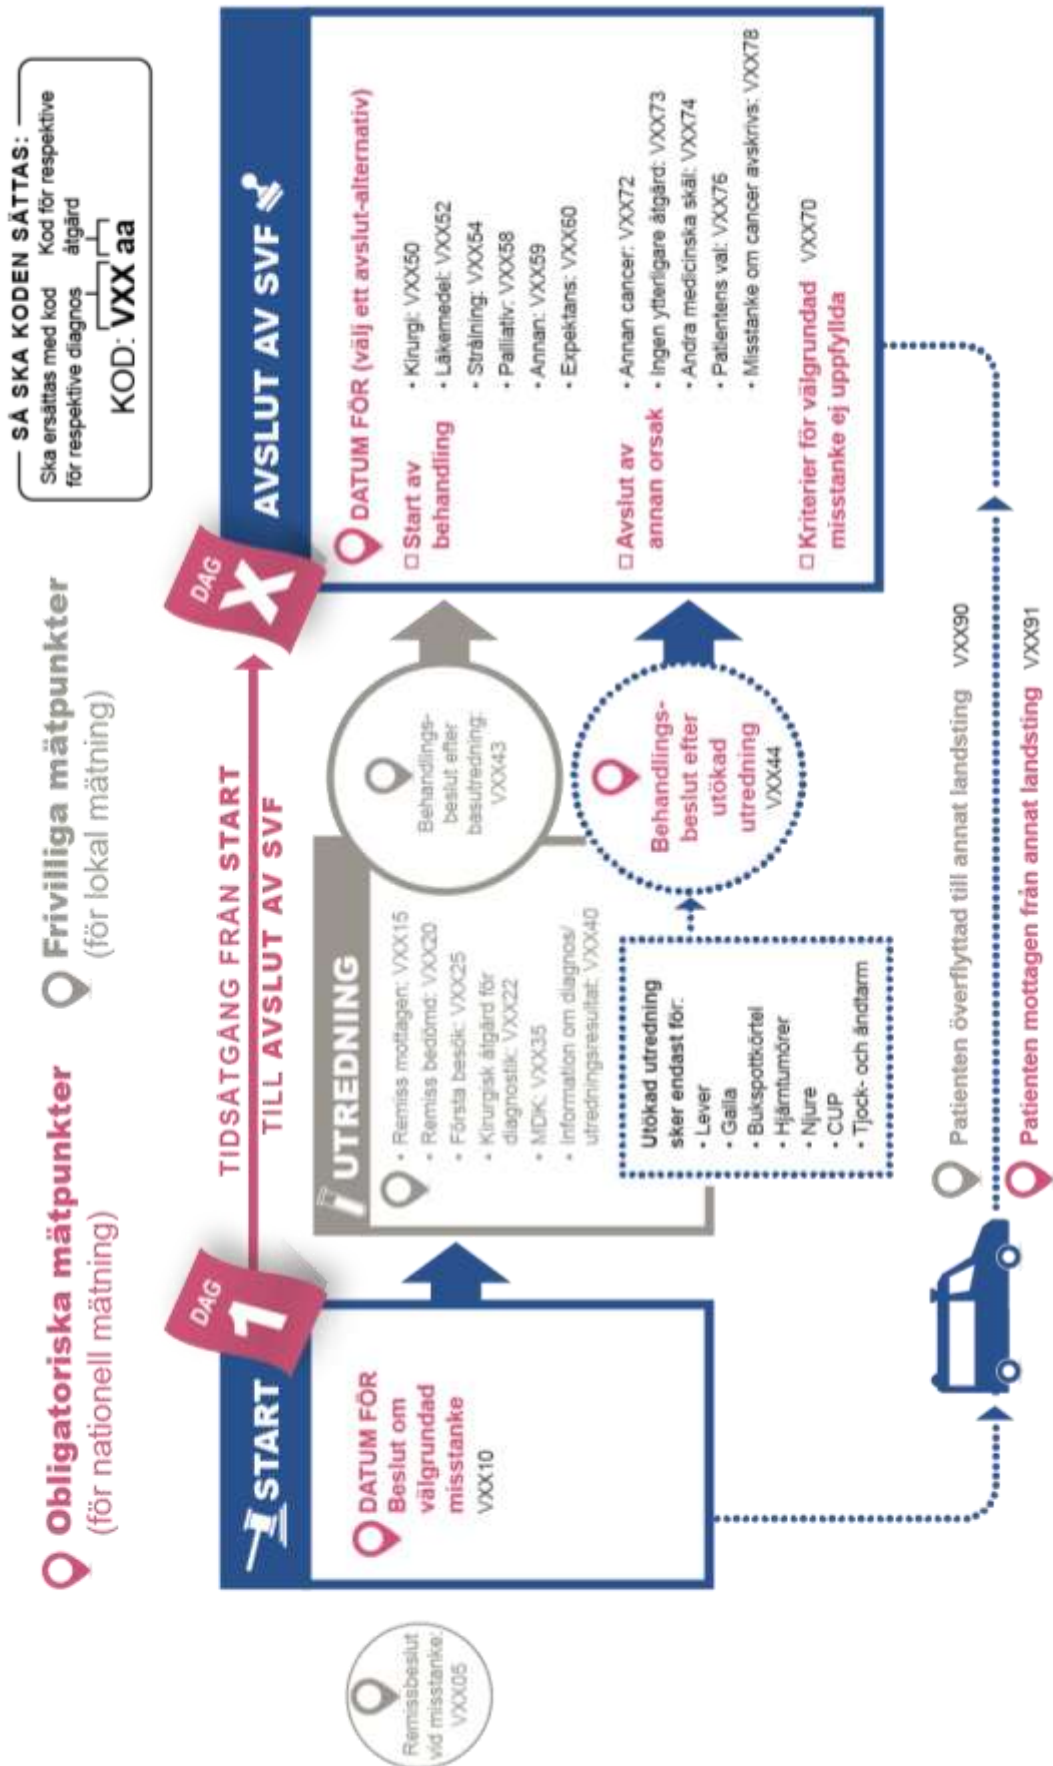 Obligatoriska mätpunkter
(för nationell mätning)
Frivilliga mätpunkter
(för lokal mätning)
SÅ SKA KODEN SÄTTAS:
Ska ersättas med kod
för respektive diagnos
Kod för respektive
åtgärd
KOD: VXX aa
TIDSÅTGÅNG FRÅN START
TILL AVSLUT AV SVF
Remissbeslut
vid misstanke:
VXX05
DAG
1
START
DATUM FÖR
Beslut om
välgrundad
misstanke
VXX10
UTREDNING
• Remiss mottagen: VXX15
• Remiss bedömd: VXX20
• Första besök: VXX25
• Kirurgisk åtgärd för
diagnostik: VXX22
• MDK: VXX35
• Information om diagnos/
utredningsresultat: VXX40
Utökad utredning
sker endast för:
• Lever
• Galla
• Bukspottkörtel
• Hjärntumörer
• Njure
• CUP
• Tjock- och ändtarm
Behandlings-
beslut efter
basutredning:
VXX43
Behandlings-
beslut efter
utökad
utredning
VXX44
DAG
X
AVSLUT AV SVF
DATUM FÖR (välj ett avslut-alternativ)
□ Start av
behandling
• Kirurgi: VXX50
• Läkemedel: VXX52
• Strålning: VXX54
• Palliativ: VXX58
• Annan: VXX59
• Expektans: VXX60
□ Avslut av
annan orsak
• Annan cancer: VXX72
• Ingen ytterligare åtgärd: VXX73
• Andra medicinska skäl: VXX74
• Patientens val: VXX76
• Misstanke om cancer avskrivs: VXX78
□ Kriterier för välgrundad
misstanke ej uppfyllda
VXX70
Patienten överflyttad till annat landsting VXX90
Patienten mottagen från annat landsting VXX91